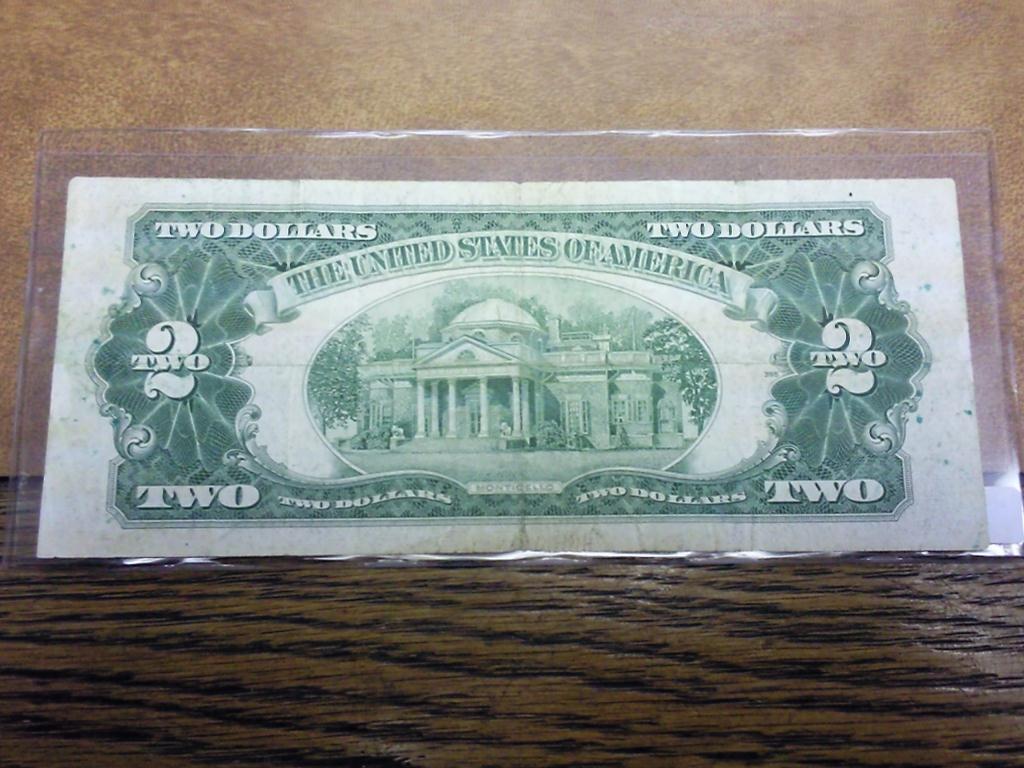 TWO DOLLARS TWO DOLLARS
THE UNITED STATES OF AMERICA
2 2
TWO TWO
TWO TWO DOLLARS MONTICELLO TWO DOLLARS TWO